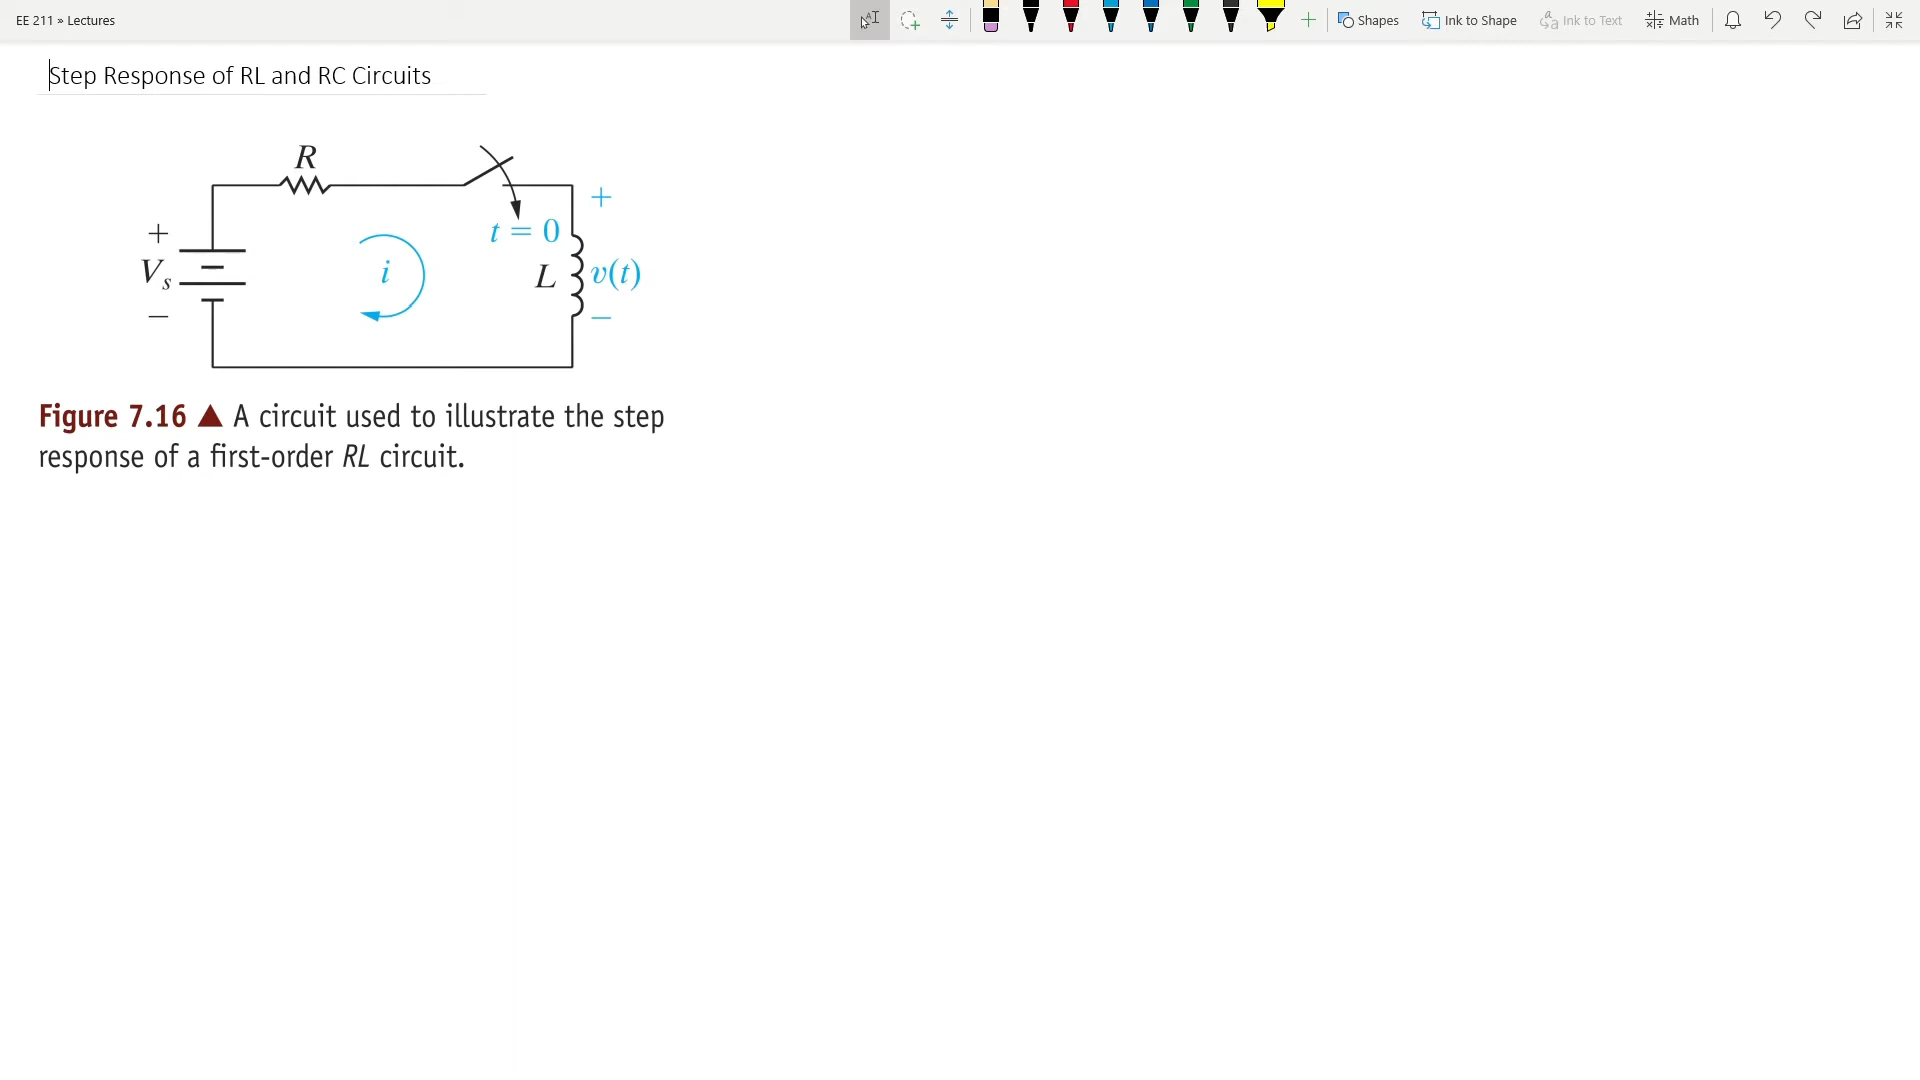 EE 211 » Lectures
Shapes
Ink to Shape
Ink to Text
Math
Step Response of RL and RC Circuits
R
+
t = 0
+
V_s
i
L
v(t)
−
−
Figure 7.16 ▲ A circuit used to illustrate the step
response of a first-order RL circuit.